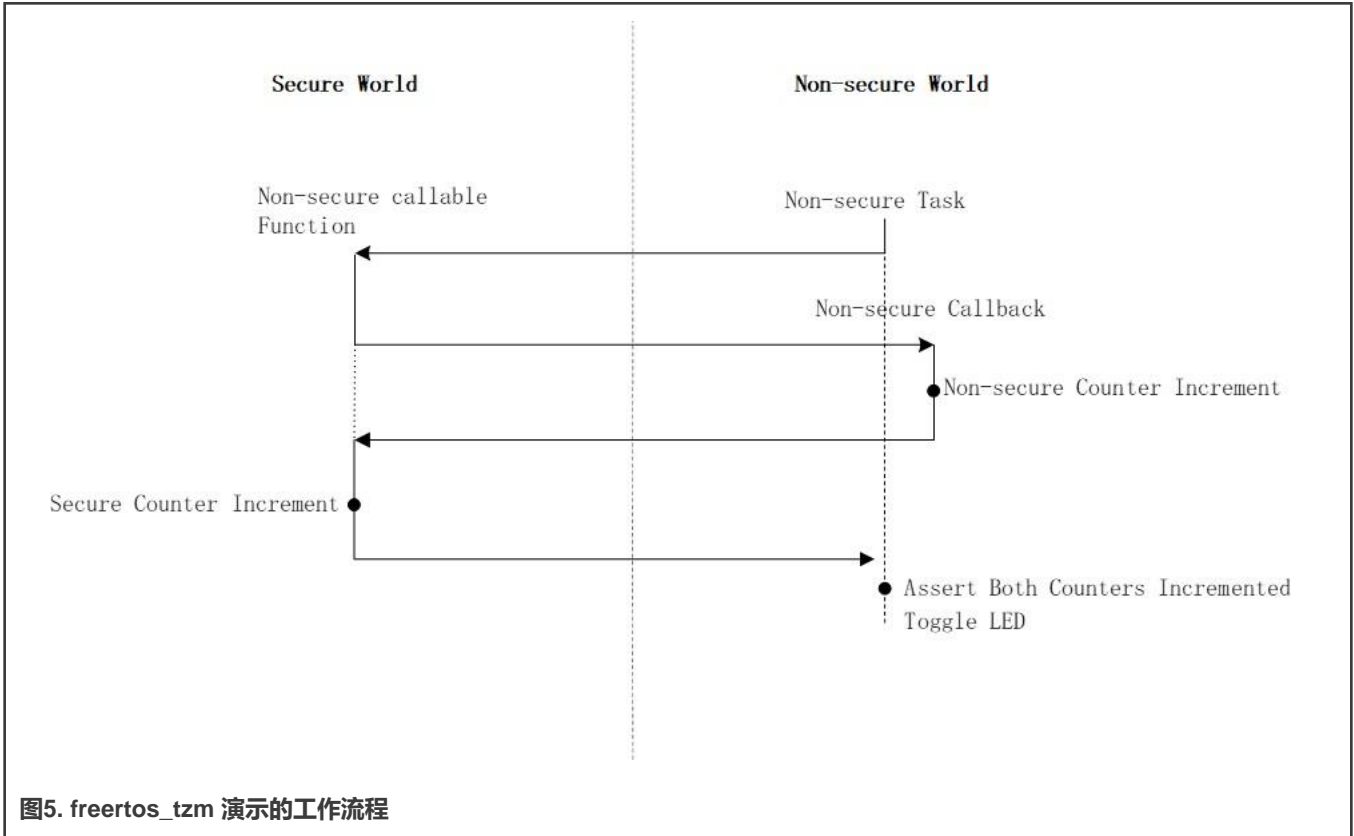 Secure World
Non-secure World
Non-secure callable
Function
Non-secure Task
Non-secure Callback
Non-secure Counter Increment
Secure Counter Increment
Assert Both Counters Incremented
Toggle LED
图5. freertos_tzm 演示的工作流程